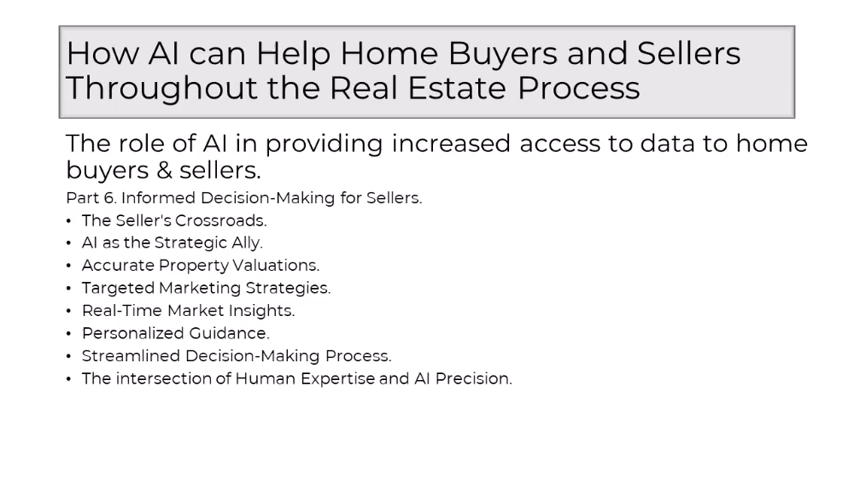 How AI can Help Home Buyers and Sellers
Throughout the Real Estate Process
The role of AI in providing increased access to data to home
buyers & sellers.
Part 6. Informed Decision-Making for Sellers.
• The Seller's Crossroads.
• AI as the Strategic Ally.
• Accurate Property Valuations.
• Targeted Marketing Strategies.
• Real-Time Market Insights.
• Personalized Guidance.
• Streamlined Decision-Making Process.
• The intersection of Human Expertise and AI Precision.